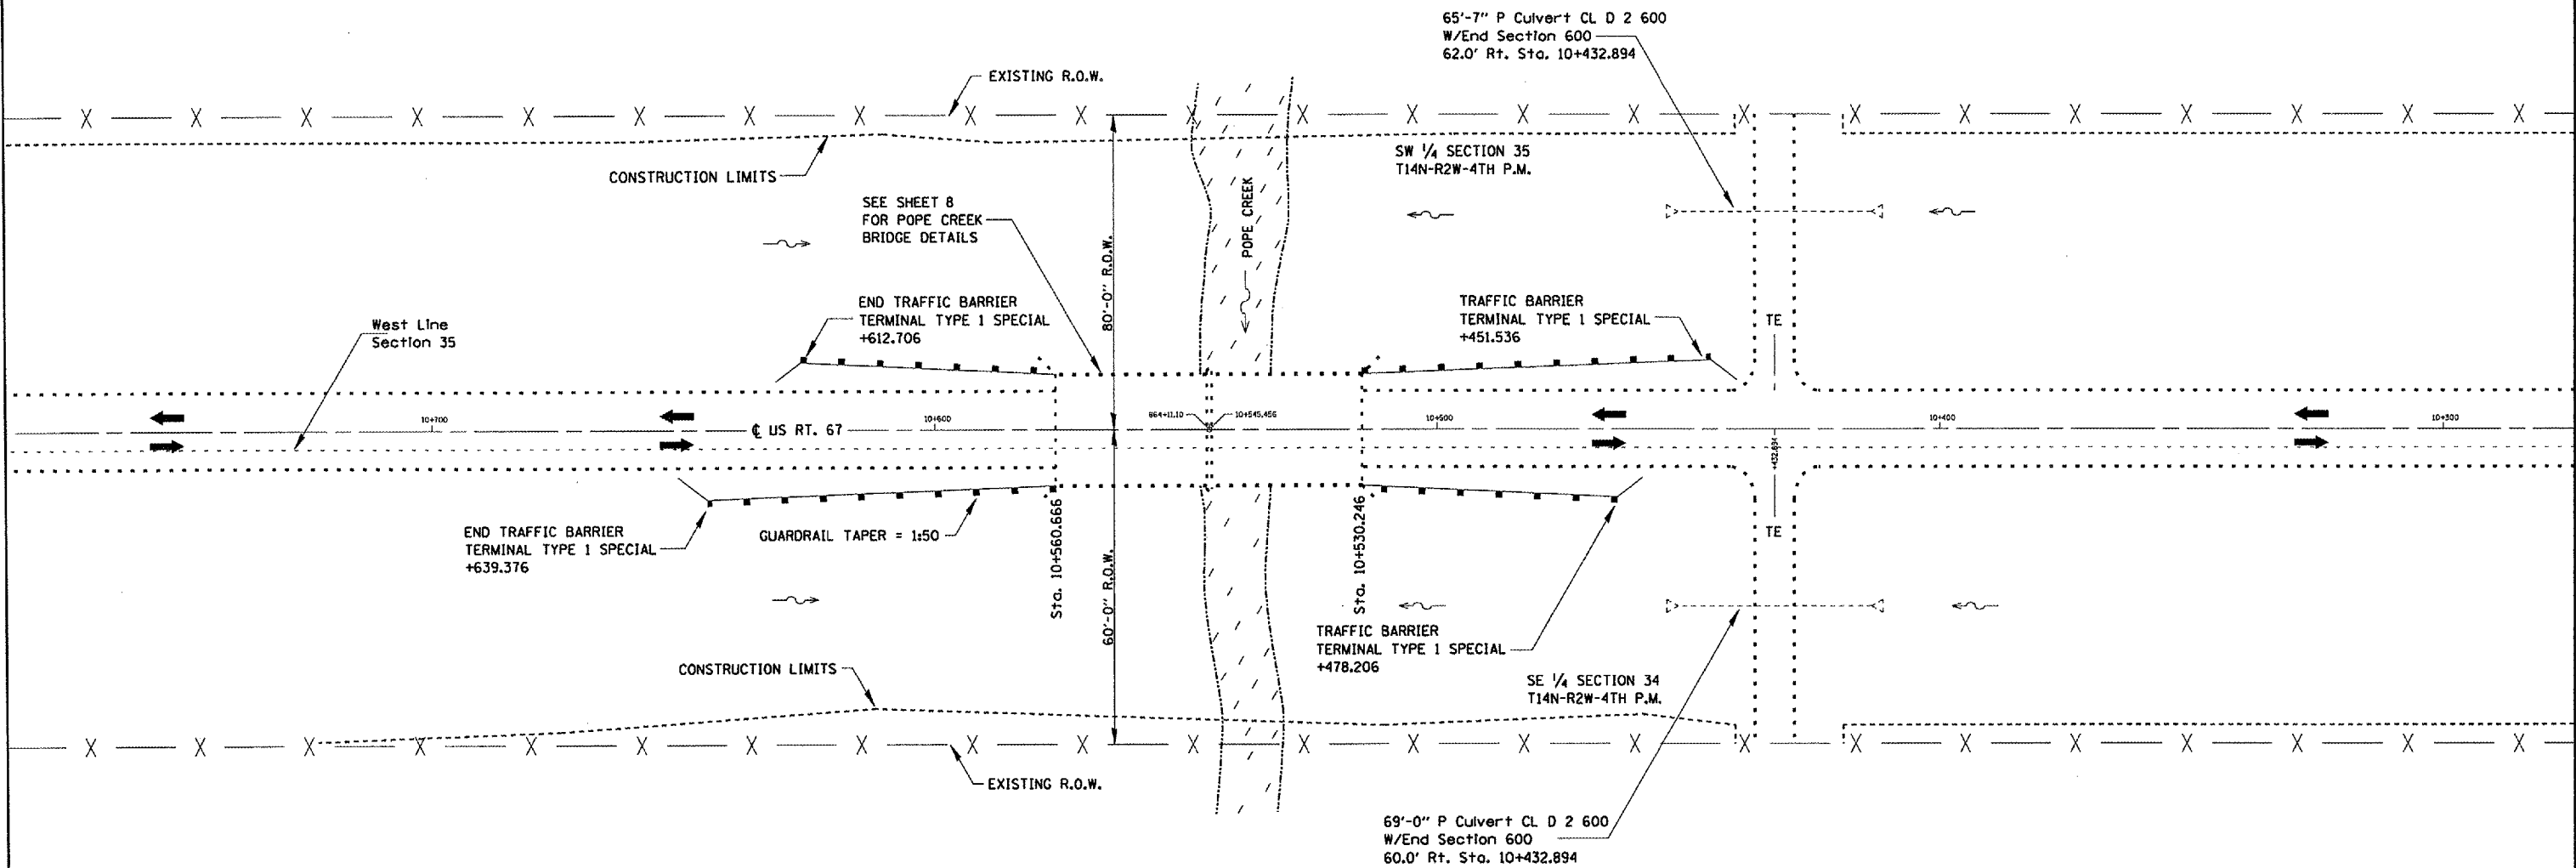 65'-7" P Culvert CL D 2 600
W/End Section 600
62.0' Rt. Sta. 10+432.894
EXISTING R.O.W.
CONSTRUCTION LIMITS
SW 1/4 SECTION 35
T14N-R2W-4TH P.M.
SEE SHEET 8
FOR POPE CREEK
BRIDGE DETAILS
POPE CREEK
80'-0" R.O.W.
END TRAFFIC BARRIER
TERMINAL TYPE 1 SPECIAL
+612.706
TRAFFIC BARRIER
TERMINAL TYPE 1 SPECIAL
+451.536
West Line
Section 35
TE
10+700
10+600
864+11.10
10+545.456
10+500
10+400
10+300
℄ US RT. 67
+432.894
END TRAFFIC BARRIER
TERMINAL TYPE 1 SPECIAL
+639.376
GUARDRAIL TAPER = 1:50
Sta. 10+560.666
60'-0" R.O.W.
Sta. 10+530.246
TE
TRAFFIC BARRIER
TERMINAL TYPE 1 SPECIAL
+478.206
CONSTRUCTION LIMITS
SE 1/4 SECTION 34
T14N-R2W-4TH P.M.
EXISTING R.O.W.
69'-0" P Culvert CL D 2 600
W/End Section 600
60.0' Rt. Sta. 10+432.894